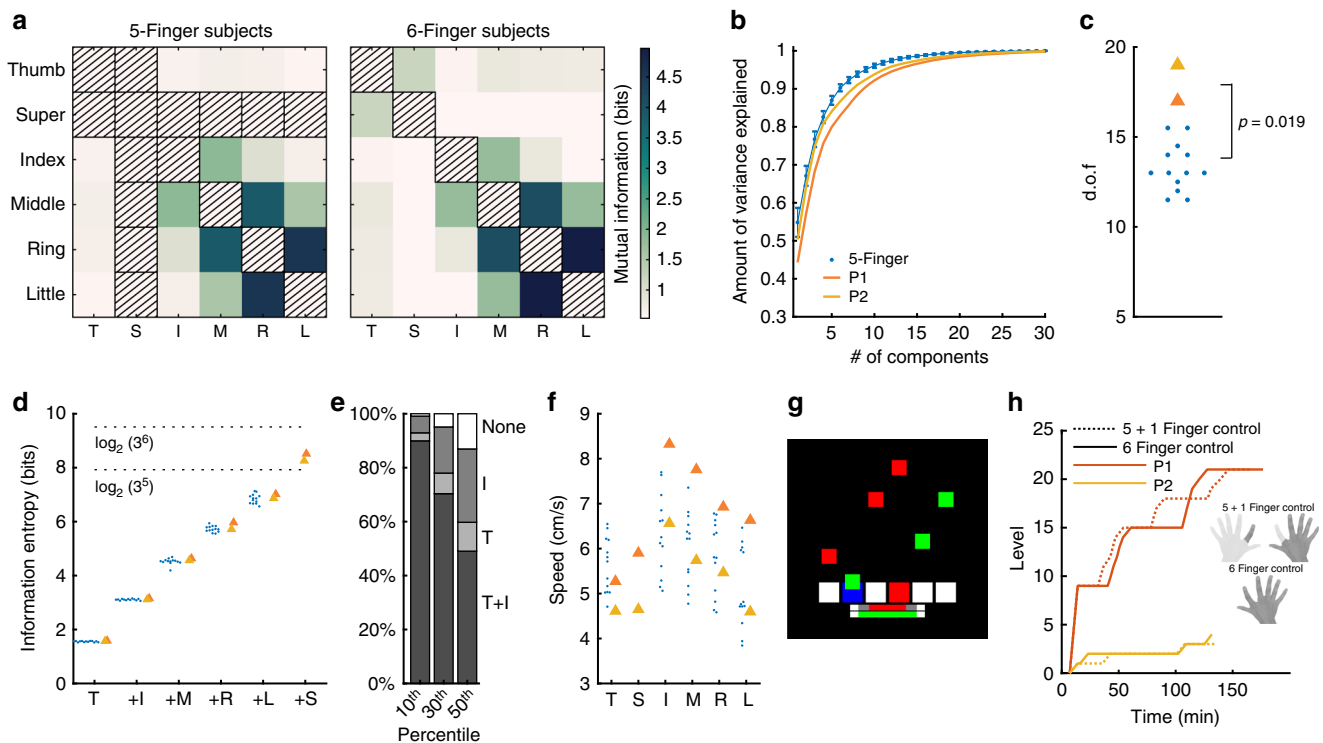 a
5-Finger subjects
6-Finger subjects
Thumb
Super
Index
Middle
Ring
Little
T S I M R L
T S I M R L
4.5
4
3.5
3
2.5
2
1.5
1
Mutual information (bits)
b
1
0.9
0.8
0.7
0.6
0.5
0.4
0.3
Amount of variance explained
5-Finger
P1
P2
5 10 15 20 25 30
# of components
c
20
15
10
5
d.o.f
p = 0.019
d
10
8
6
4
2
0
Information entropy (bits)
log2 (3^6)
log2 (3^5)
T +I +M +R +L +S
e
100%
80%
60%
40%
20%
0%
None
I
T
T+I
10th 30th 50th
Percentile
f
9
8
7
6
5
4
3
Speed (cm/s)
T S I M R L
g
h
25
20
15
10
5
0
Level
5 + 1 Finger control
6 Finger control
P1
P2
5 + 1 Finger control
6 Finger control
0 50 100 150
Time (min)